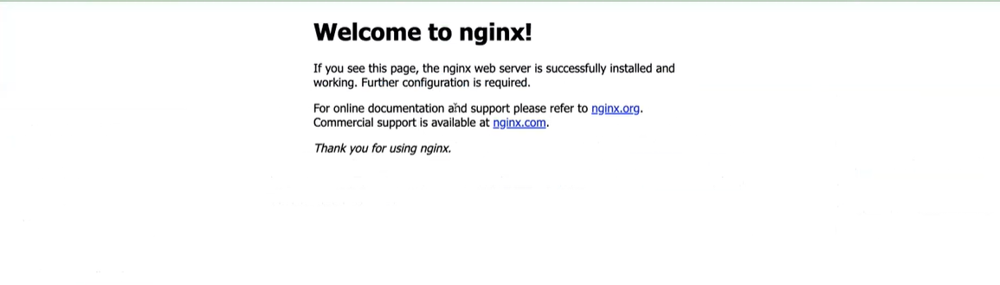 Welcome to nginx!
If you see this page, the nginx web server is successfully installed and
working. Further configuration is required.
For online documentation and support please refer to nginx.org.
Commercial support is available at nginx.com.
Thank you for using nginx.